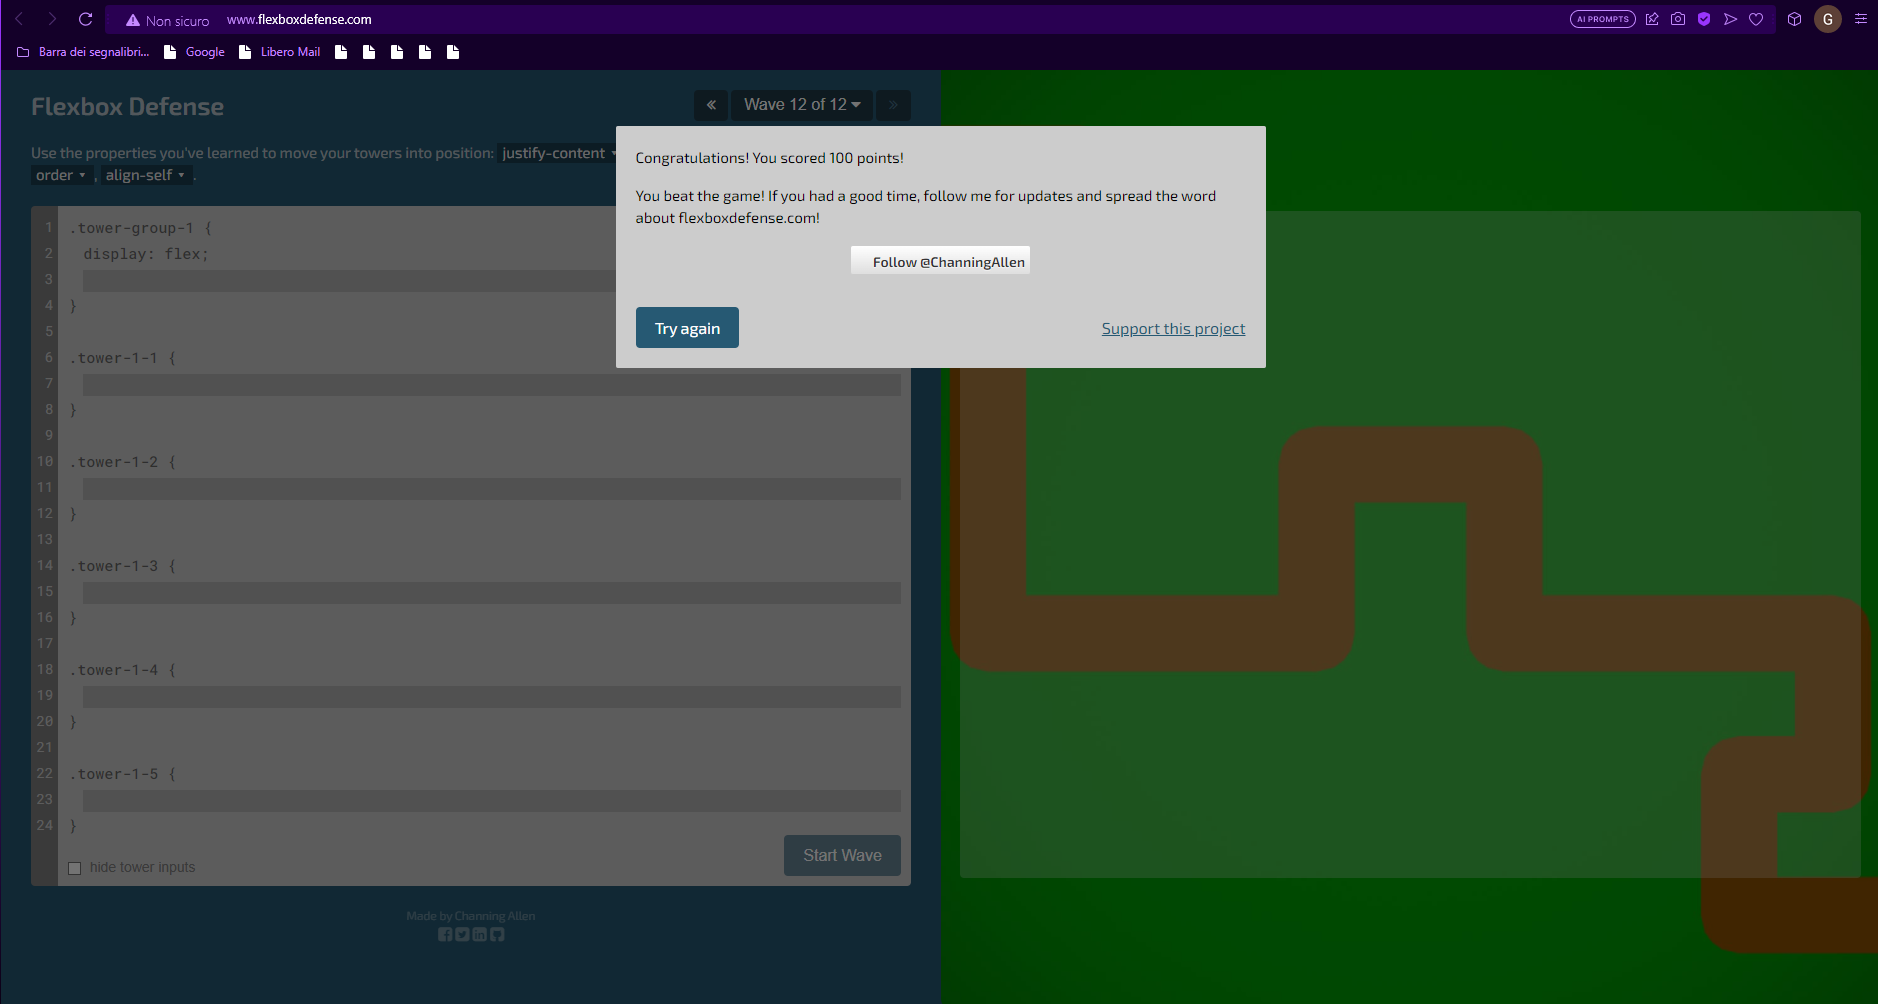 Non sicuro www.flexboxdefense.com AI PROMPTS G
Barra dei segnalibri... Google Libero Mail
Flexbox Defense
« Wave 12 of 12 »
Use the properties you've learned to move your towers into position: justify-content
order , align-self .
Congratulations! You scored 100 points!
You beat the game! If you had a good time, follow me for updates and spread the word
about flexboxdefense.com!
Follow @ChanningAllen
Try again
Support this project
1 .tower-group-1 {
2 display: flex;
3
4 }
5
6 .tower-1-1 {
7
8 }
9
10 .tower-1-2 {
11
12 }
13
14 .tower-1-3 {
15
16 }
17
18 .tower-1-4 {
19
20 }
21
22 .tower-1-5 {
23
24 }
hide tower inputs
Start Wave
Made by Channing Allen